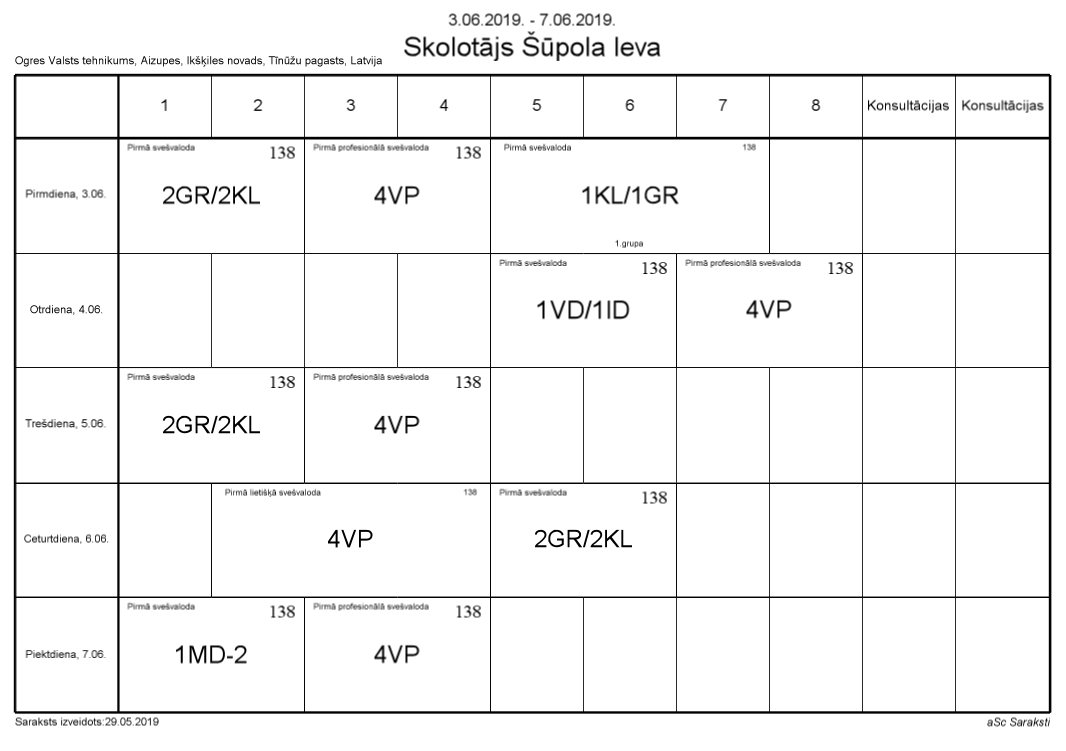 3.06.2019. - 7.06.2019.
Skolotājs Šūpola Ieva
Ogres Valsts tehnikums, Aizupes, Ikšķiles novads, Tīnūžu pagasts, Latvija
1 2 3 4 5 6 7 8 Konsultācijas Konsultācijas
Pirmā svešvaloda 138 Pirmā profesionālā svešvaloda 138 Pirmā svešvaloda 138
Pirmdiena, 3.06. 2GR/2KL 4VP 1KL/1GR
1.grupa
Pirmā svešvaloda 138 Pirmā profesionālā svešvaloda 138
Otrdiena, 4.06. 1VD/1ID 4VP
Pirmā svešvaloda 138 Pirmā profesionālā svešvaloda 138
Trešdiena, 5.06. 2GR/2KL 4VP
Pirmā lietišķā svešvaloda 138 Pirmā svešvaloda 138
Ceturtdiena, 6.06. 4VP 2GR/2KL
Pirmā svešvaloda 138 Pirmā profesionālā svešvaloda 138
Piektdiena, 7.06. 1MD-2 4VP
Saraksts izveidots:29.05.2019 aSc Saraksti